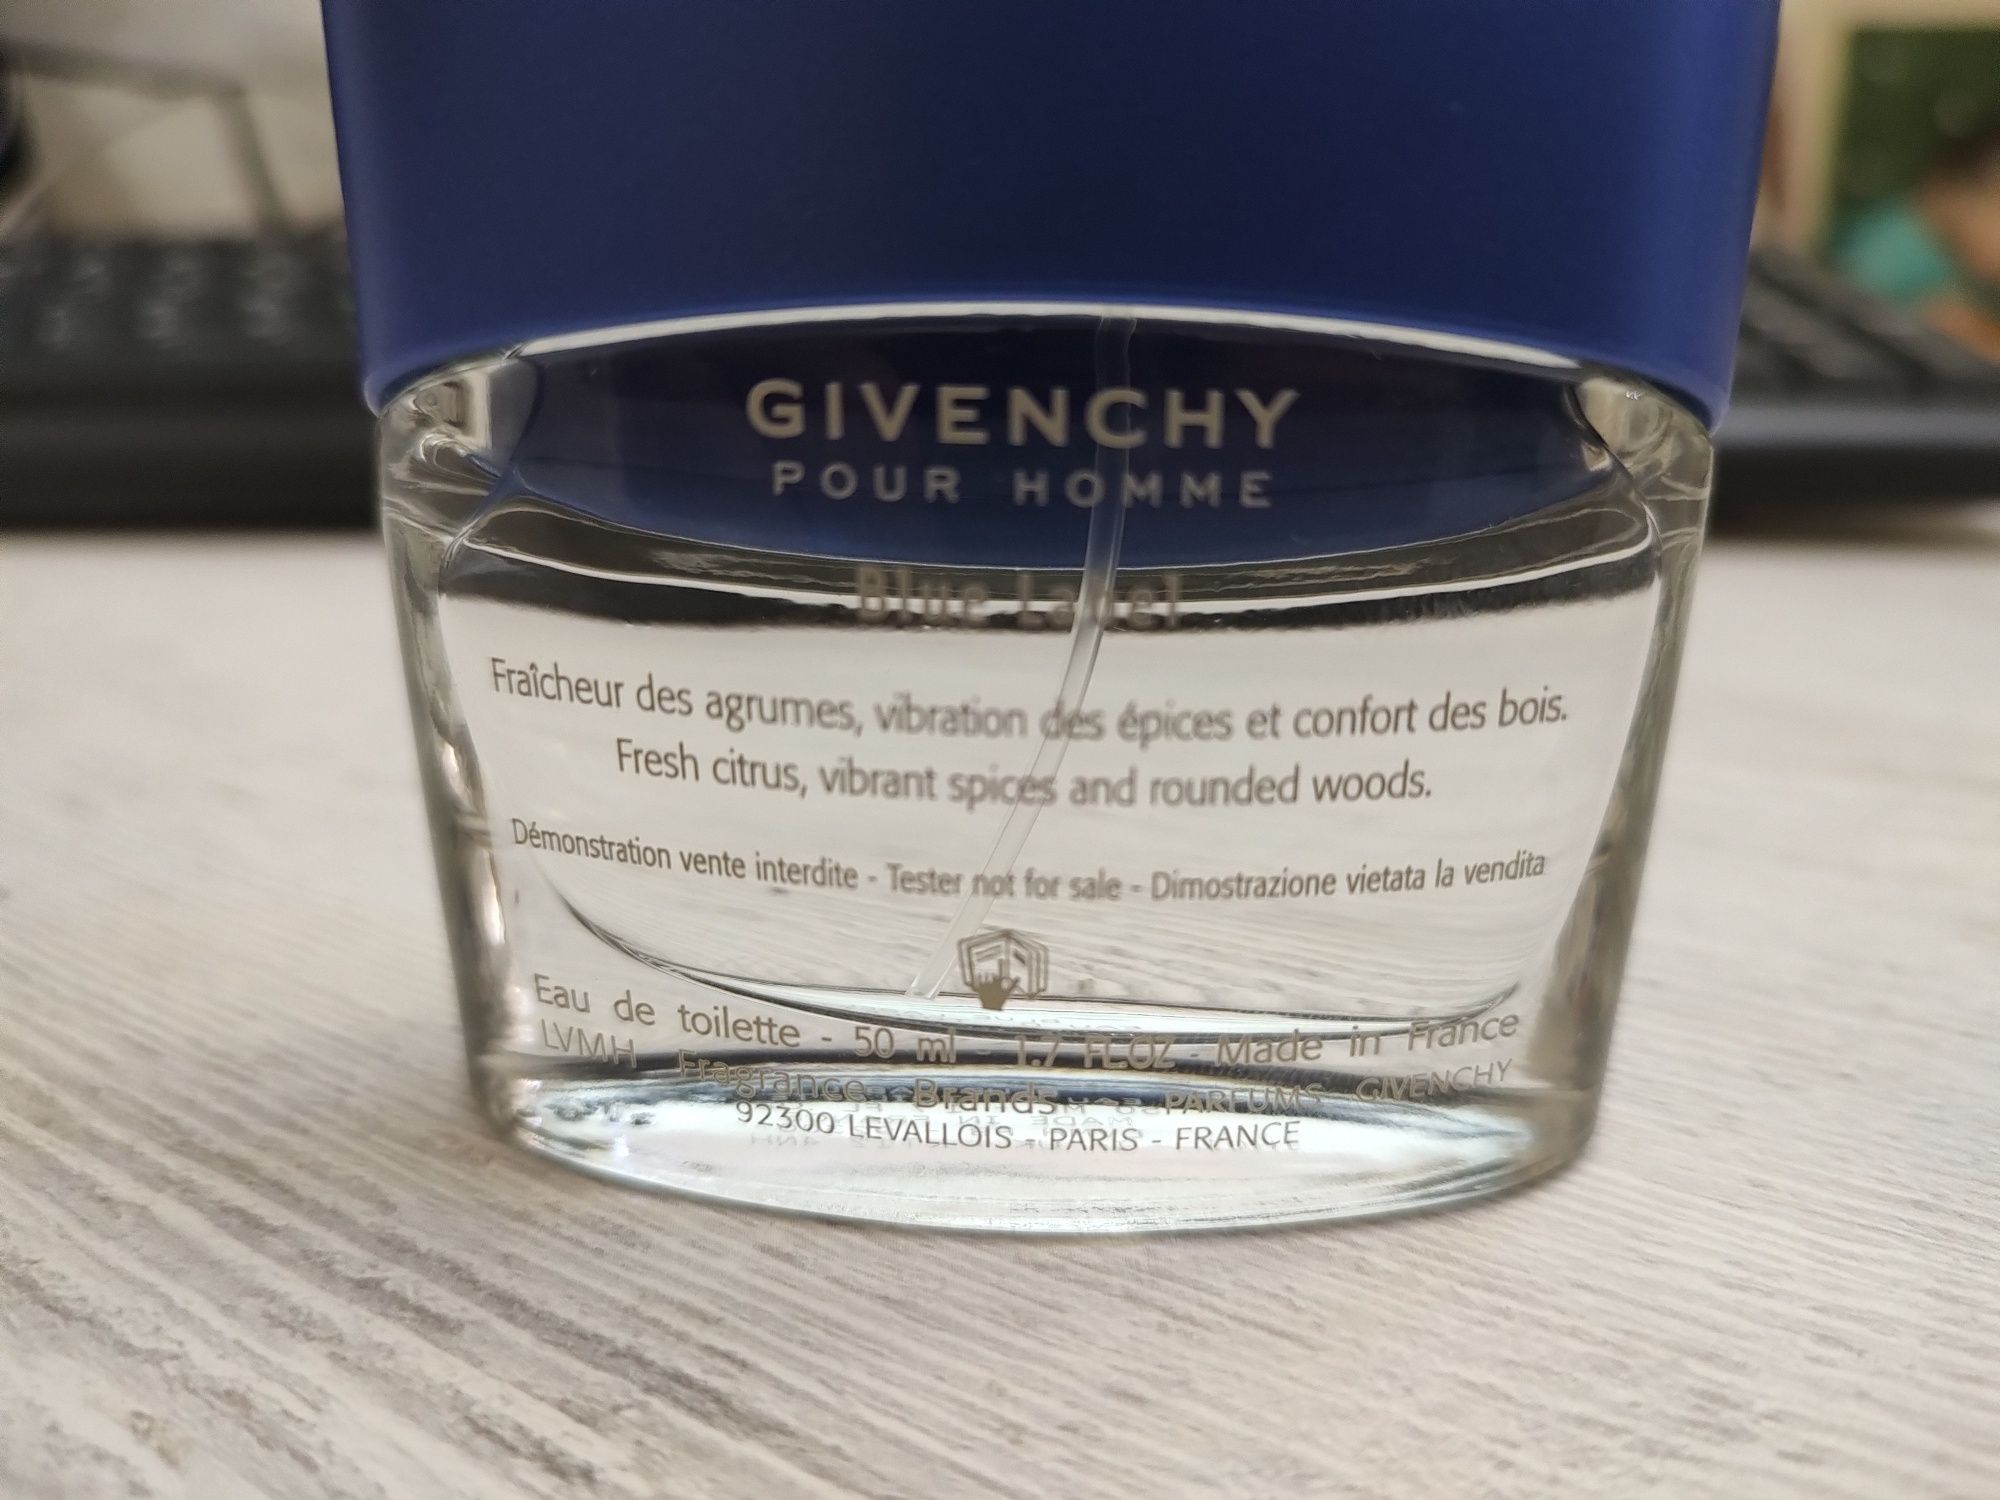 GIVENCHY
POUR HOMME
Blue Label
Fraîcheur des agrumes, vibration des épices et confort des bois.
Fresh citrus, vibrant spices and rounded woods.
Démonstration vente interdite - Tester not for sale - Dimostrazione vietata la vendita
Eau de toilette - 50 ml - 1.7 FL.OZ - Made in France
LVMH Fragrance Brands PARFUMS GIVENCHY
92300 LEVALLOIS - PARIS - FRANCE